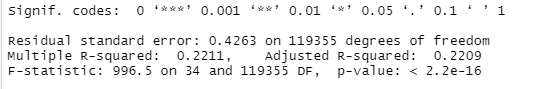 Signif. codes:  0 ‘***’ 0.001 ‘**’ 0.01 ‘*’ 0.05 ‘.’ 0.1 ‘ ’ 1
Residual standard error: 0.4263 on 119355 degrees of freedom
Multiple R-squared:  0.2211,    Adjusted R-squared:  0.2209
F-statistic: 996.5 on 34 and 119355 DF,  p-value: < 2.2e-16